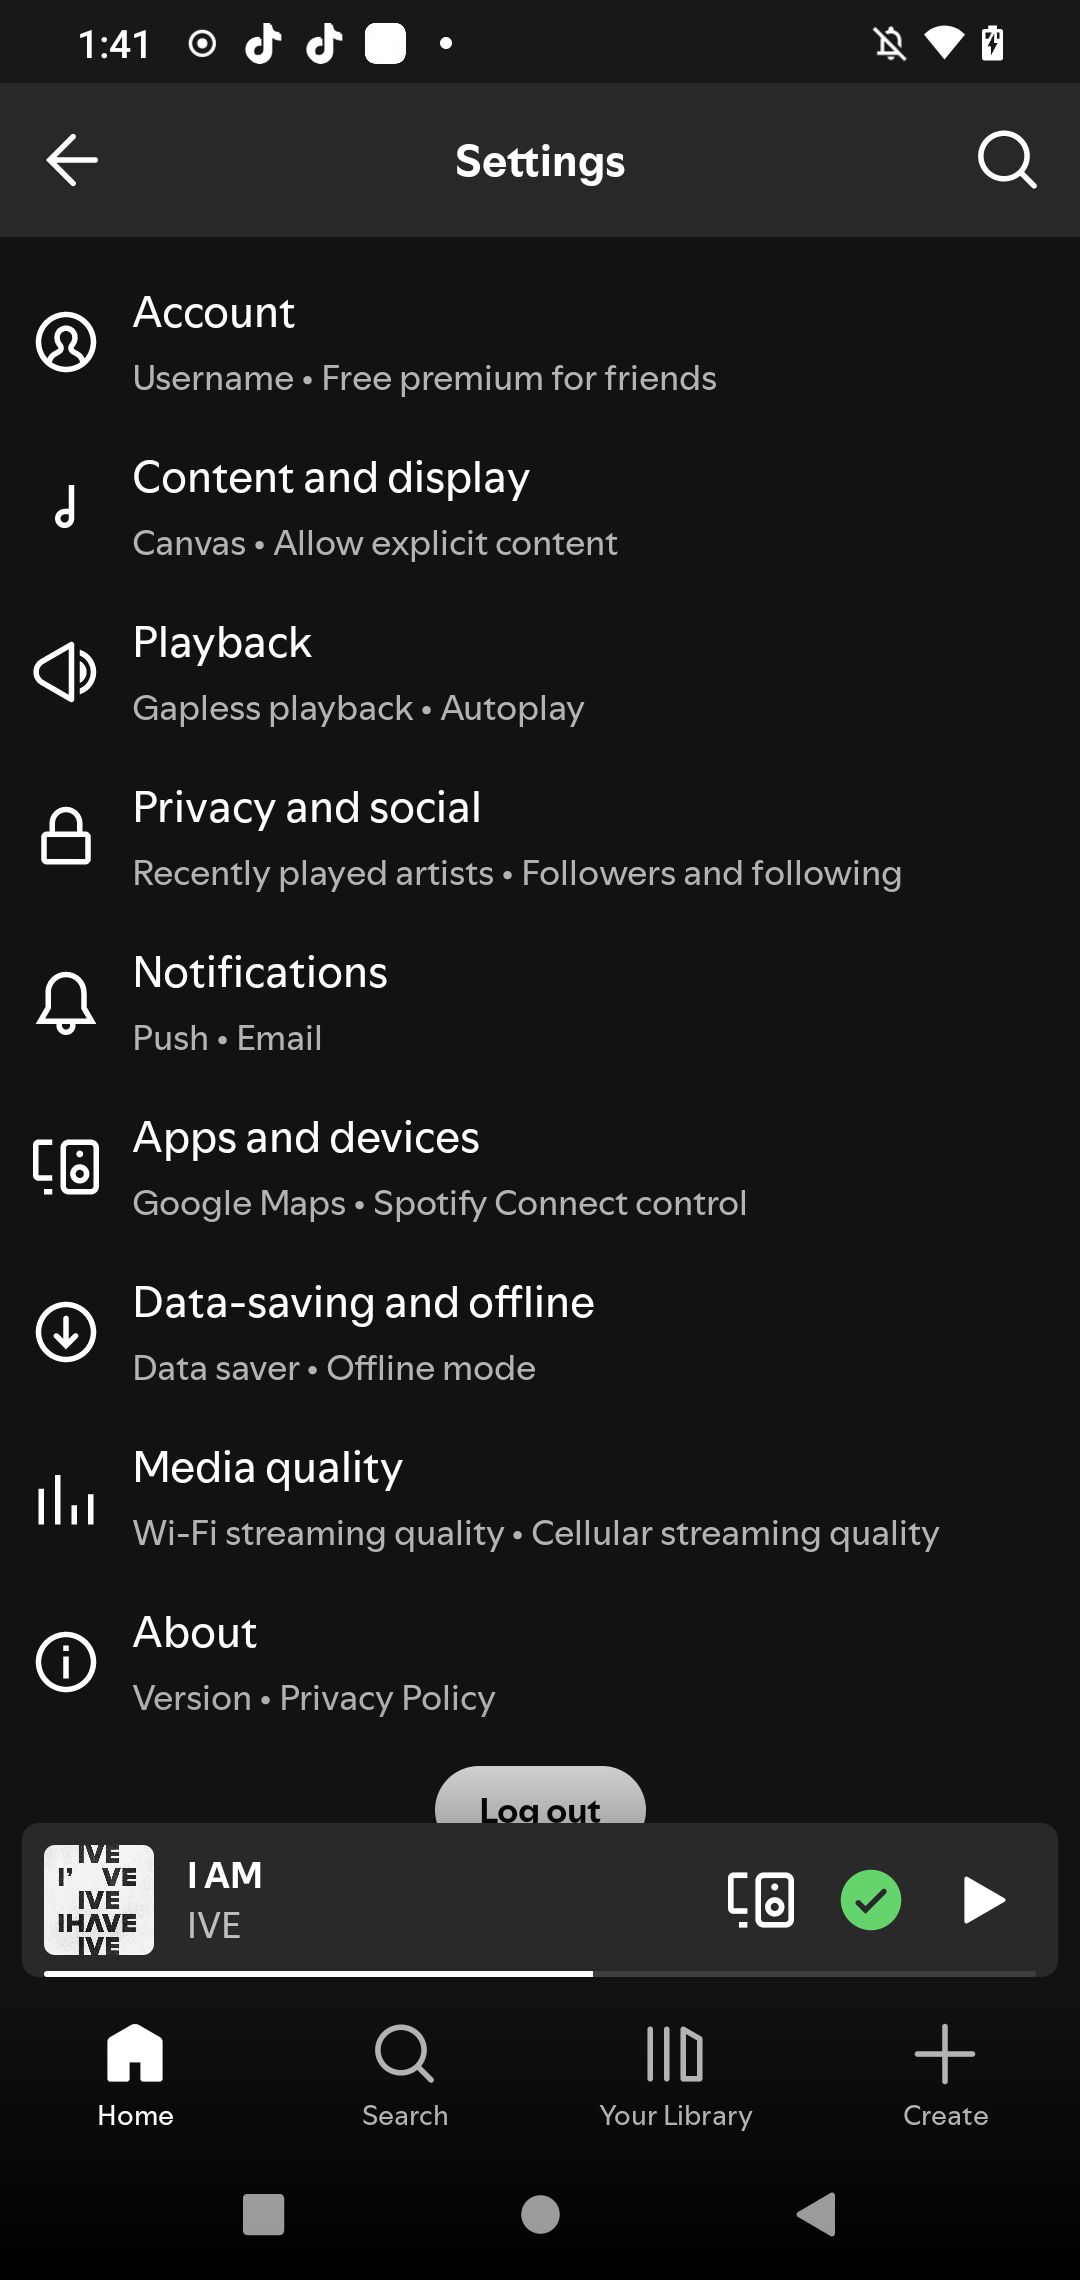 1:41
Settings
Account
Username • Free premium for friends
Content and display
Canvas • Allow explicit content
Playback
Gapless playback • Autoplay
Privacy and social
Recently played artists • Followers and following
Notifications
Push • Email
Apps and devices
Google Maps • Spotify Connect control
Data-saving and offline
Data saver • Offline mode
Media quality
Wi-Fi streaming quality • Cellular streaming quality
About
Version • Privacy Policy
Log out
IVE
I' VE
IVE
IHAVE
IVE
I AM
IVE
Home
Search
Your Library
Create